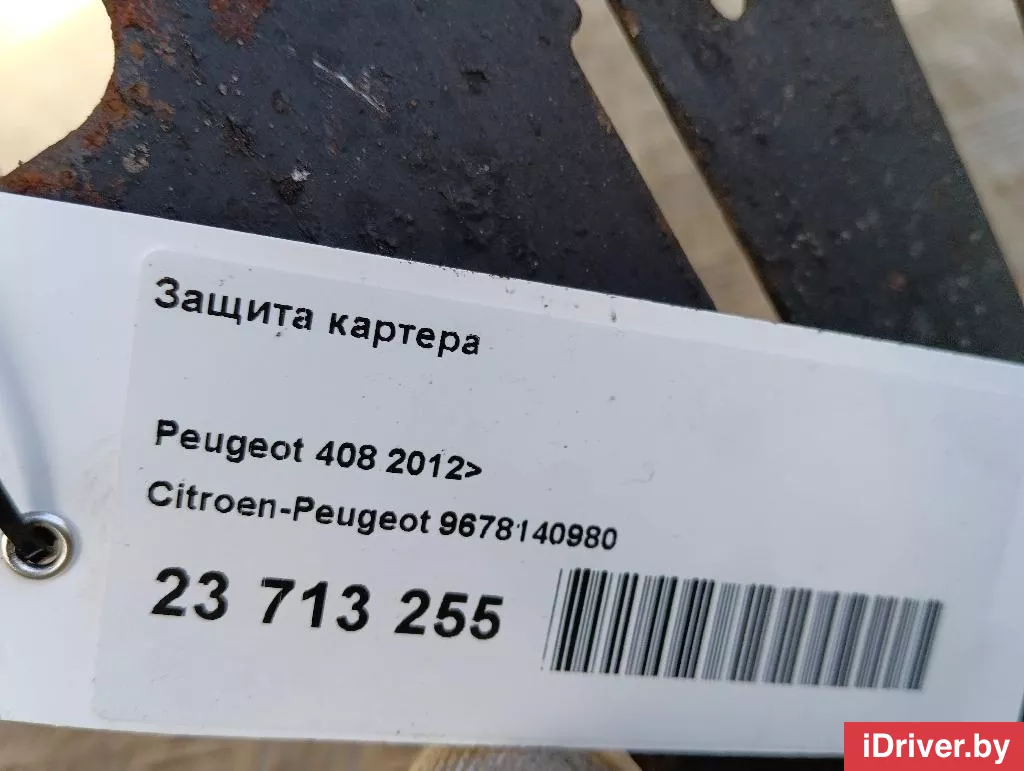 Защита картера
Peugeot 408 2012>
Citroen-Peugeot 9678140980
23 713 255
iDriver.by